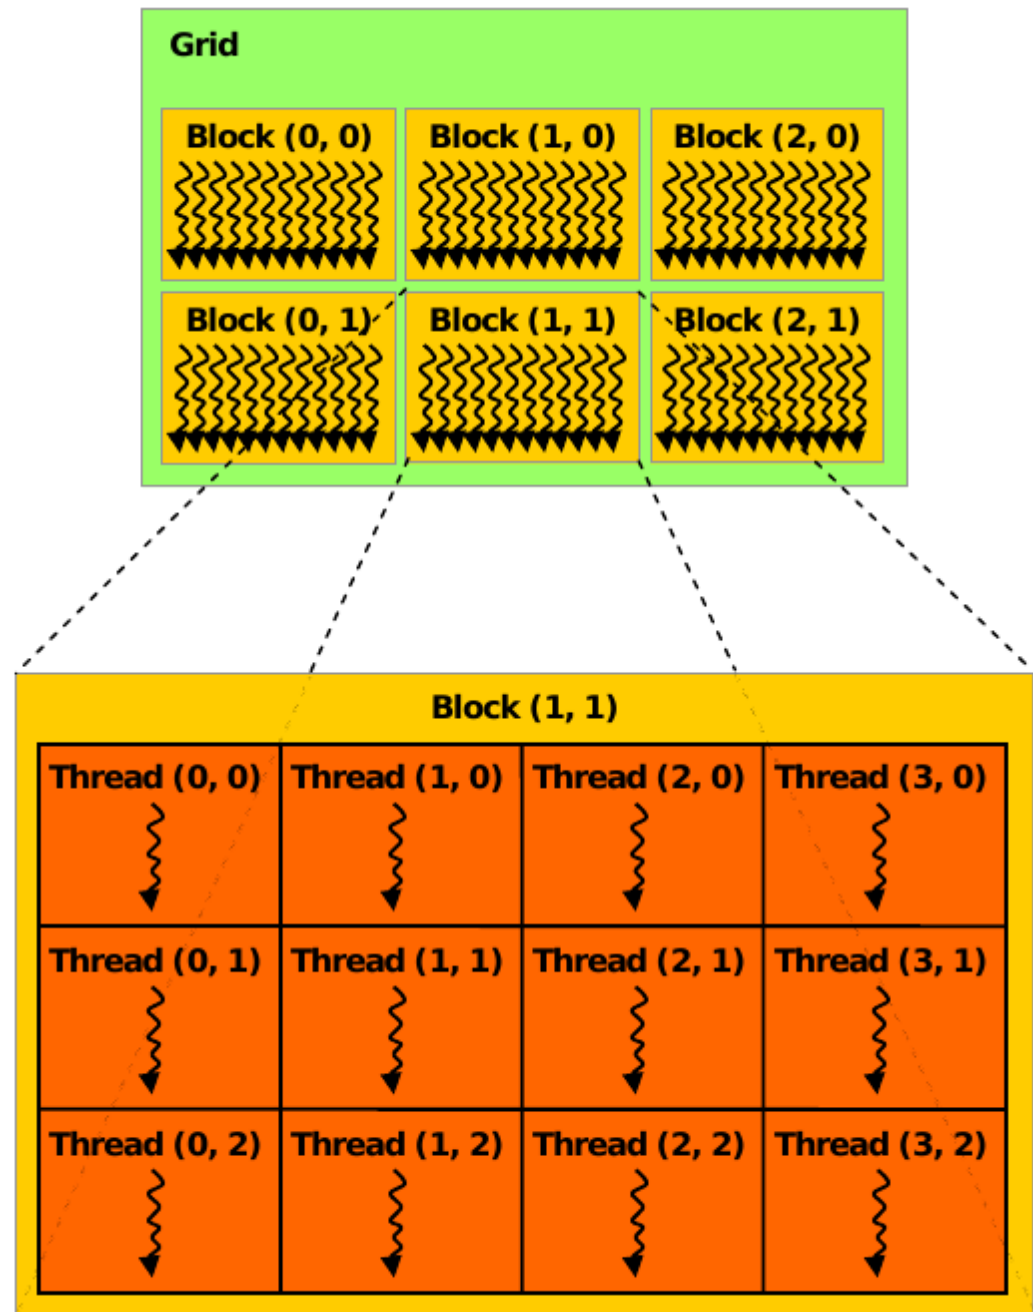 Grid
Block (0, 0) Block (1, 0) Block (2, 0)
Block (0, 1) Block (1, 1) Block (2, 1)
Block (1, 1)
Thread (0, 0) Thread (1, 0) Thread (2, 0) Thread (3, 0)
Thread (0, 1) Thread (1, 1) Thread (2, 1) Thread (3, 1)
Thread (0, 2) Thread (1, 2) Thread (2, 2) Thread (3, 2)